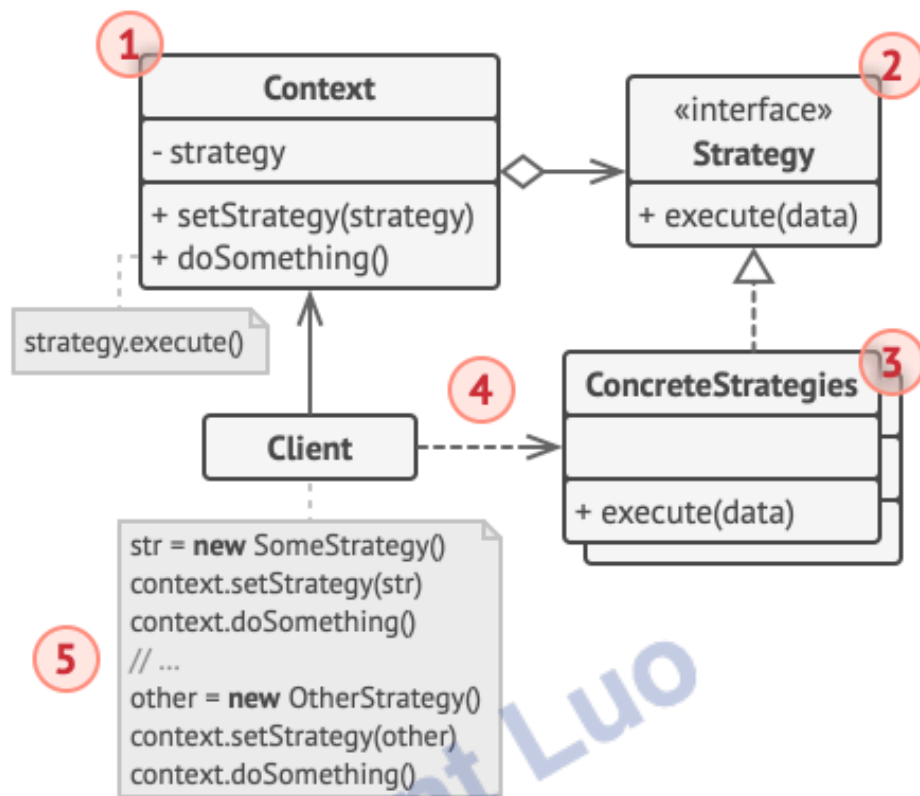 1
Context
- strategy
+ setStrategy(strategy)
+ doSomething()
strategy.execute()
2
«interface»
Strategy
+ execute(data)
3
ConcreteStrategies
+ execute(data)
4
Client
5
str = new SomeStrategy()
context.setStrategy(str)
context.doSomething()
// ...
other = new OtherStrategy()
context.setStrategy(other)
context.doSomething()
Luo